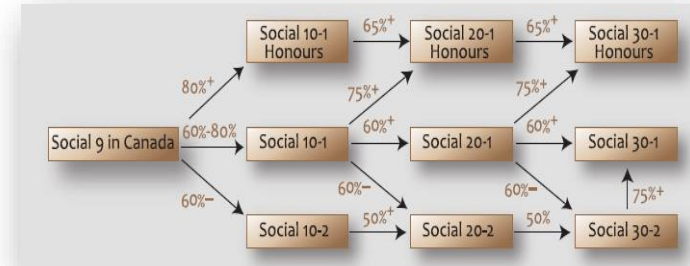 Social 10-1
Honours
65%+
Social 20-1
Honours
65%+
Social 30-1
Honours
80%+
75%+
75%+
Social 9 in Canada
60%-80%
Social 10-1
60%+
Social 20-1
60%+
Social 30-1
60%–
60%–
60%–
75%+
Social 10-2
50%+
Social 20-2
50%
Social 30-2